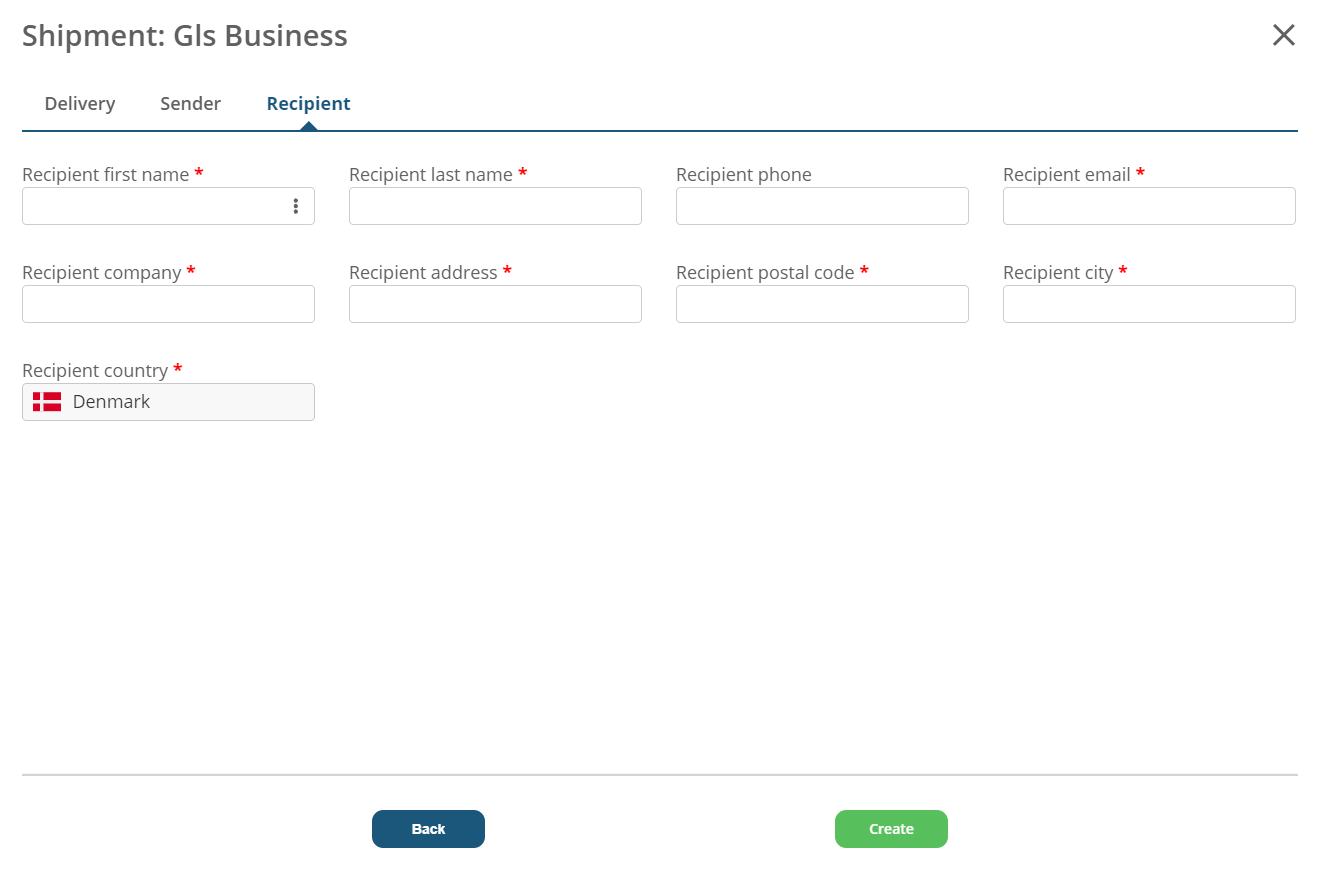 Shipment: Gls Business
Delivery Sender Recipient
Recipient first name * Recipient last name * Recipient phone Recipient email *
Recipient company * Recipient address * Recipient postal code * Recipient city *
Recipient country *
Denmark
Back Create